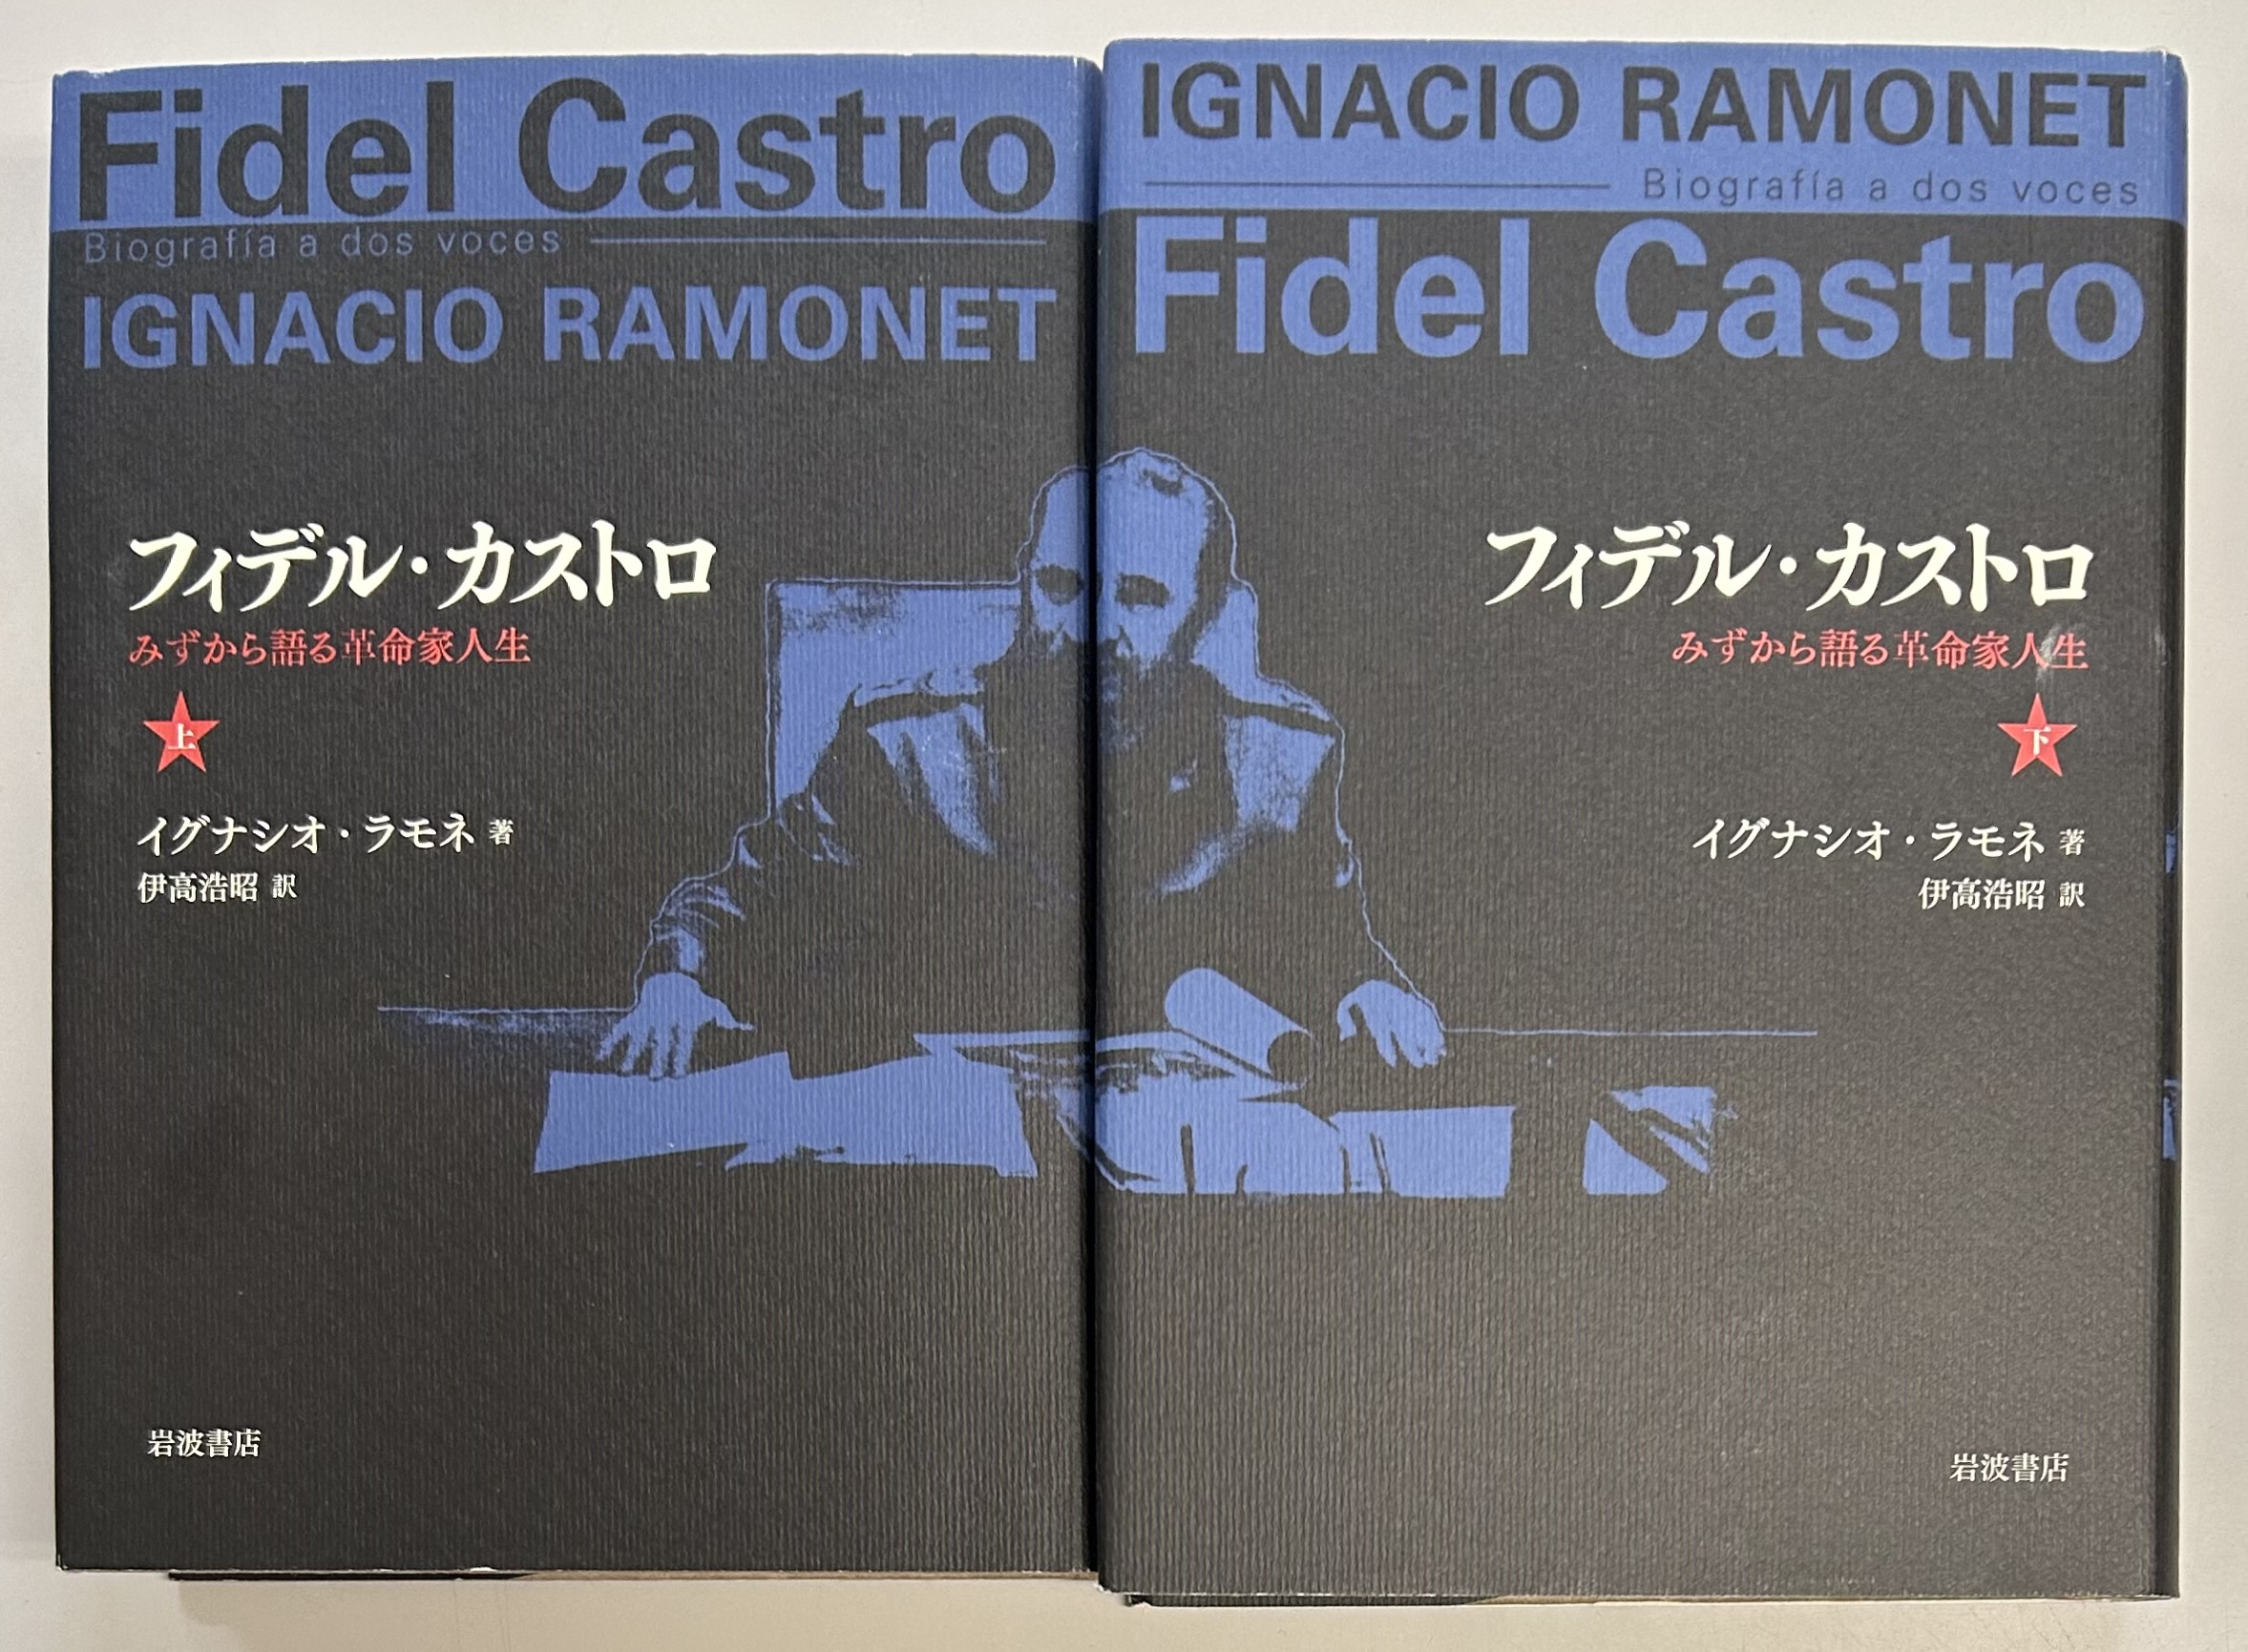 Fidel Castro
Biografía a dos voces
IGNACIO RAMONET
フィデル・カストロ
みずから語る革命家人生
上
イグナシオ・ラモネ 著
伊高浩昭 訳
岩波書店
IGNACIO RAMONET
Biografía a dos voces
Fidel Castro
フィデル・カストロ
みずから語る革命家人生
下
イグナシオ・ラモネ 著
伊高浩昭 訳
岩波書店